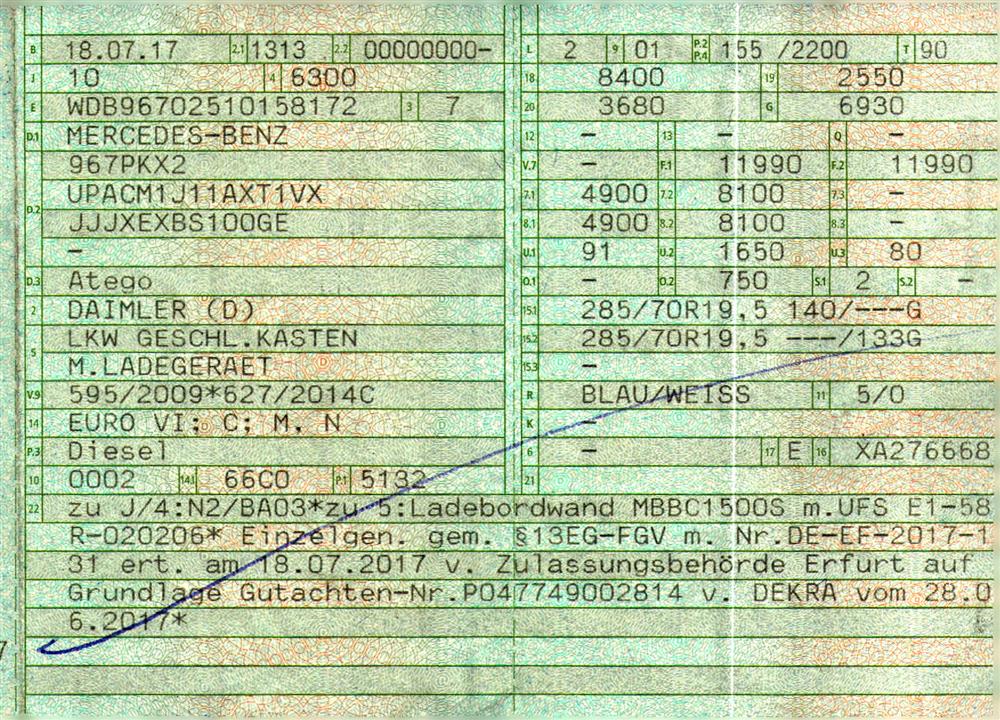 B 18.07.17 2.1 1313 2.2 00000000- L 2 9 01 P.2 P.4 155 /2200 T 90
J 10 4 6300 18 8400 19 2550
E WDB96702510158172 3 7 20 3680 G 6930
D.1 MERCEDES-BENZ 12 - 13 - Q -
967PKX2 V.7 - F.1 11990 F.2 11990
D.2 UPACM1J11AXT1VX 7.1 4900 7.2 8100 7.3 -
JJJXEXBS100GE 8.1 4900 8.2 8100 8.3 -
- U.1 91 U.2 1650 U.3 80
D.3 Atego O.1 - O.2 750 S.1 2 S.2 -
2 DAIMLER (D) 15.1 285/70R19,5 140/---G
5 LKW GESCHL.KASTEN 15.2 285/70R19,5 ---/133G
M.LADEGERAET 15.3 -
V.9 595/2009*627/2014C R BLAU/WEISS 11 5/0
14 EURO VI; C; M, N K -
P.3 Diesel 6 - 17 E 16 XA276668
10 0002 14.1 66C0 P.1 5132 21
22 zu J/4:N2/BA03*zu 5:Ladebordwand MBBC1500S m.UFS E1-58
R-020206* Einzelgen. gem. §13EG-FGV m. Nr.DE-EF-2017-1
31 ert. am 18.07.2017 v. Zulassungsbehörde Erfurt auf
Grundlage Gutachten-Nr.P047749002814 v. DEKRA vom 28.0
6.2017*
7